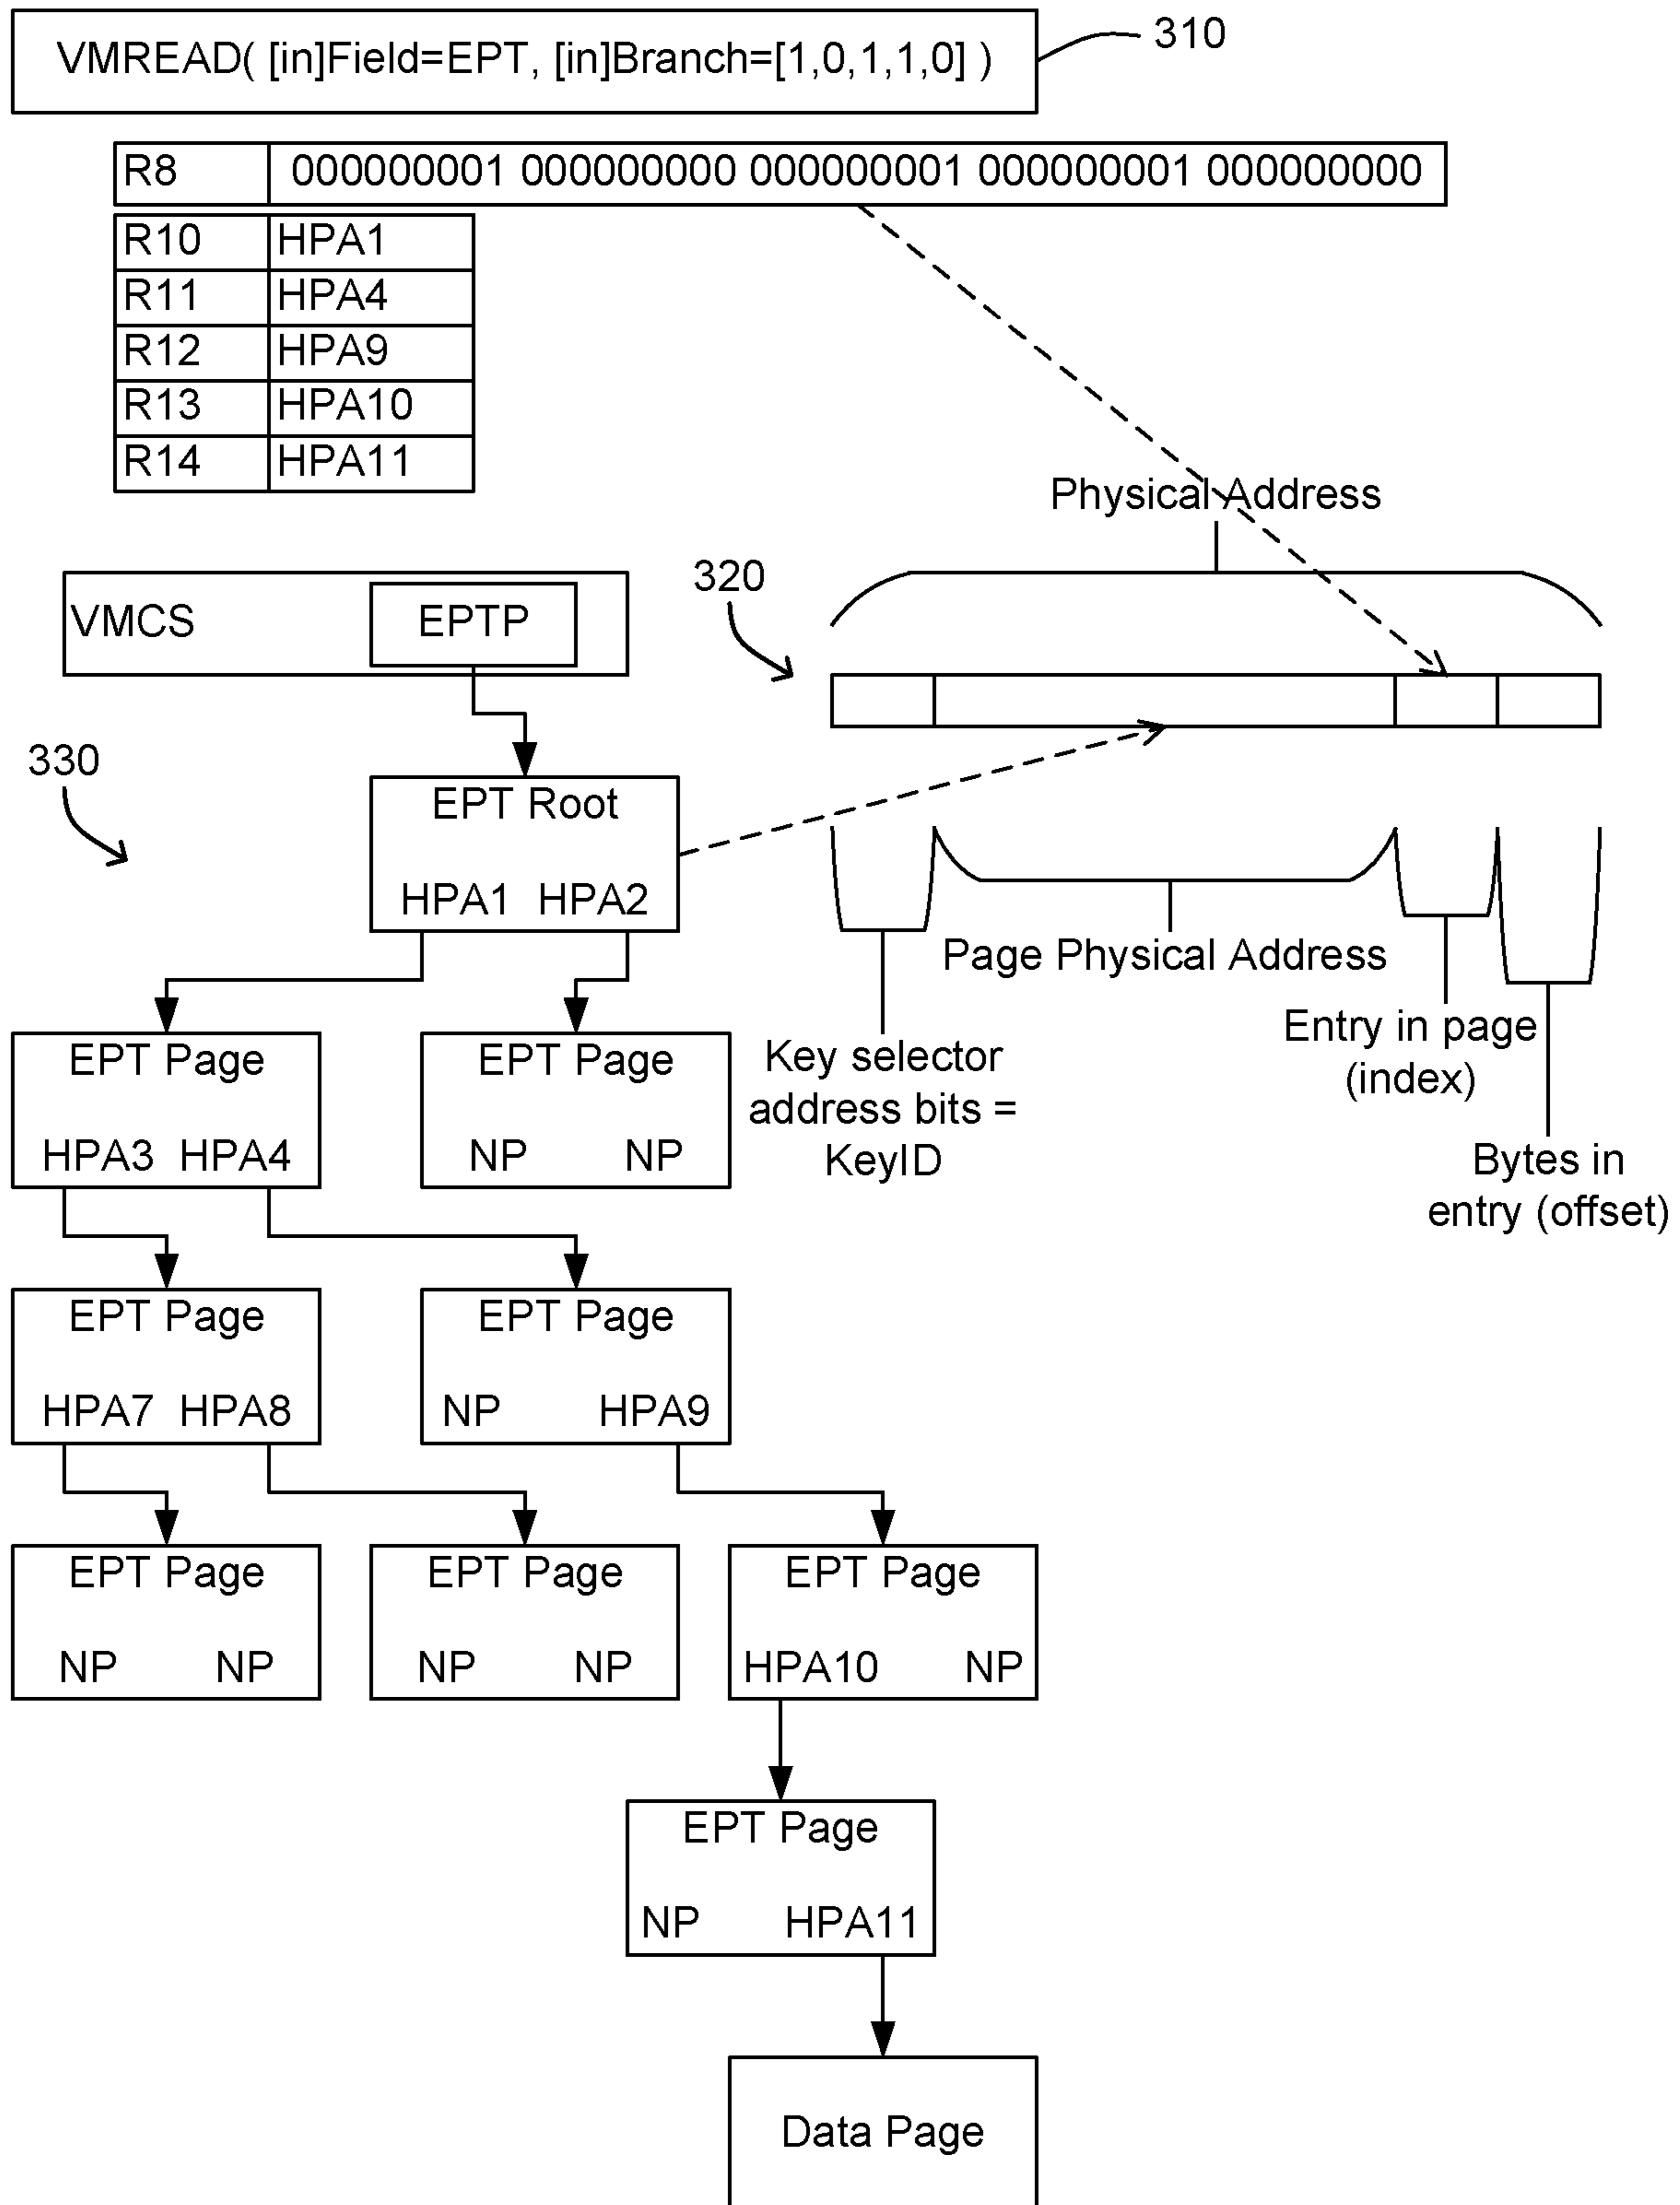 VMREAD( [in]Field=EPT, [in]Branch=[1,0,1,1,0] )
310
R8 000000001 000000000 000000001 000000001 000000000
R10 HPA1
R11 HPA4
R12 HPA9
R13 HPA10
R14 HPA11
Physical Address
320
VMCS EPTP
330
EPT Root
HPA1 HPA2
Page Physical Address
Key selector
address bits =
KeyID
Entry in page
(index)
Bytes in
entry (offset)
EPT Page
HPA3 HPA4
EPT Page
NP NP
EPT Page
HPA7 HPA8
EPT Page
NP HPA9
EPT Page
NP NP
EPT Page
NP NP
EPT Page
HPA10 NP
EPT Page
NP HPA11
Data Page